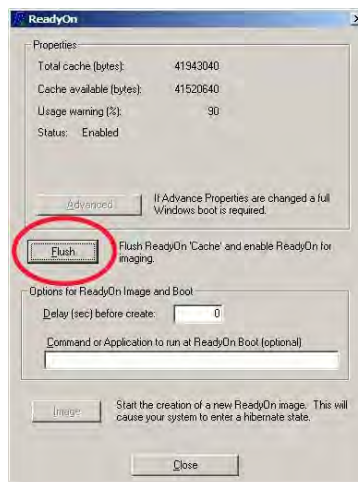 ReadyOn
Properties
Total cache (bytes): 41943040
Cache available (bytes): 41520640
Usage warning (%): 90
Status: Enabled
Advanced
If Advance Properties are changed a full
Windows boot is required.
Flush
Flush ReadyOn 'Cache' and enable ReadyOn for
imaging.
Options for ReadyOn Image and Boot
Delay (sec) before create: 0
Command or Application to run at ReadyOn Boot (optional)
Image
Start the creation of a new ReadyOn image. This will
cause your system to enter a hibernate state.
Close